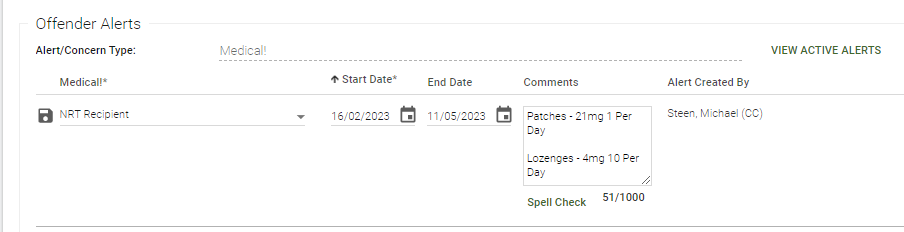 Offender Alerts
Alert/Concern Type:
Medical!
VIEW ACTIVE ALERTS
Medical!*
Start Date*
End Date
Comments
Alert Created By
NRT Recipient
16/02/2023
11/05/2023
Patches - 21mg 1 Per
Day
Lozenges - 4mg 10 Per
Day
Steen, Michael (CC)
Spell Check
51/1000